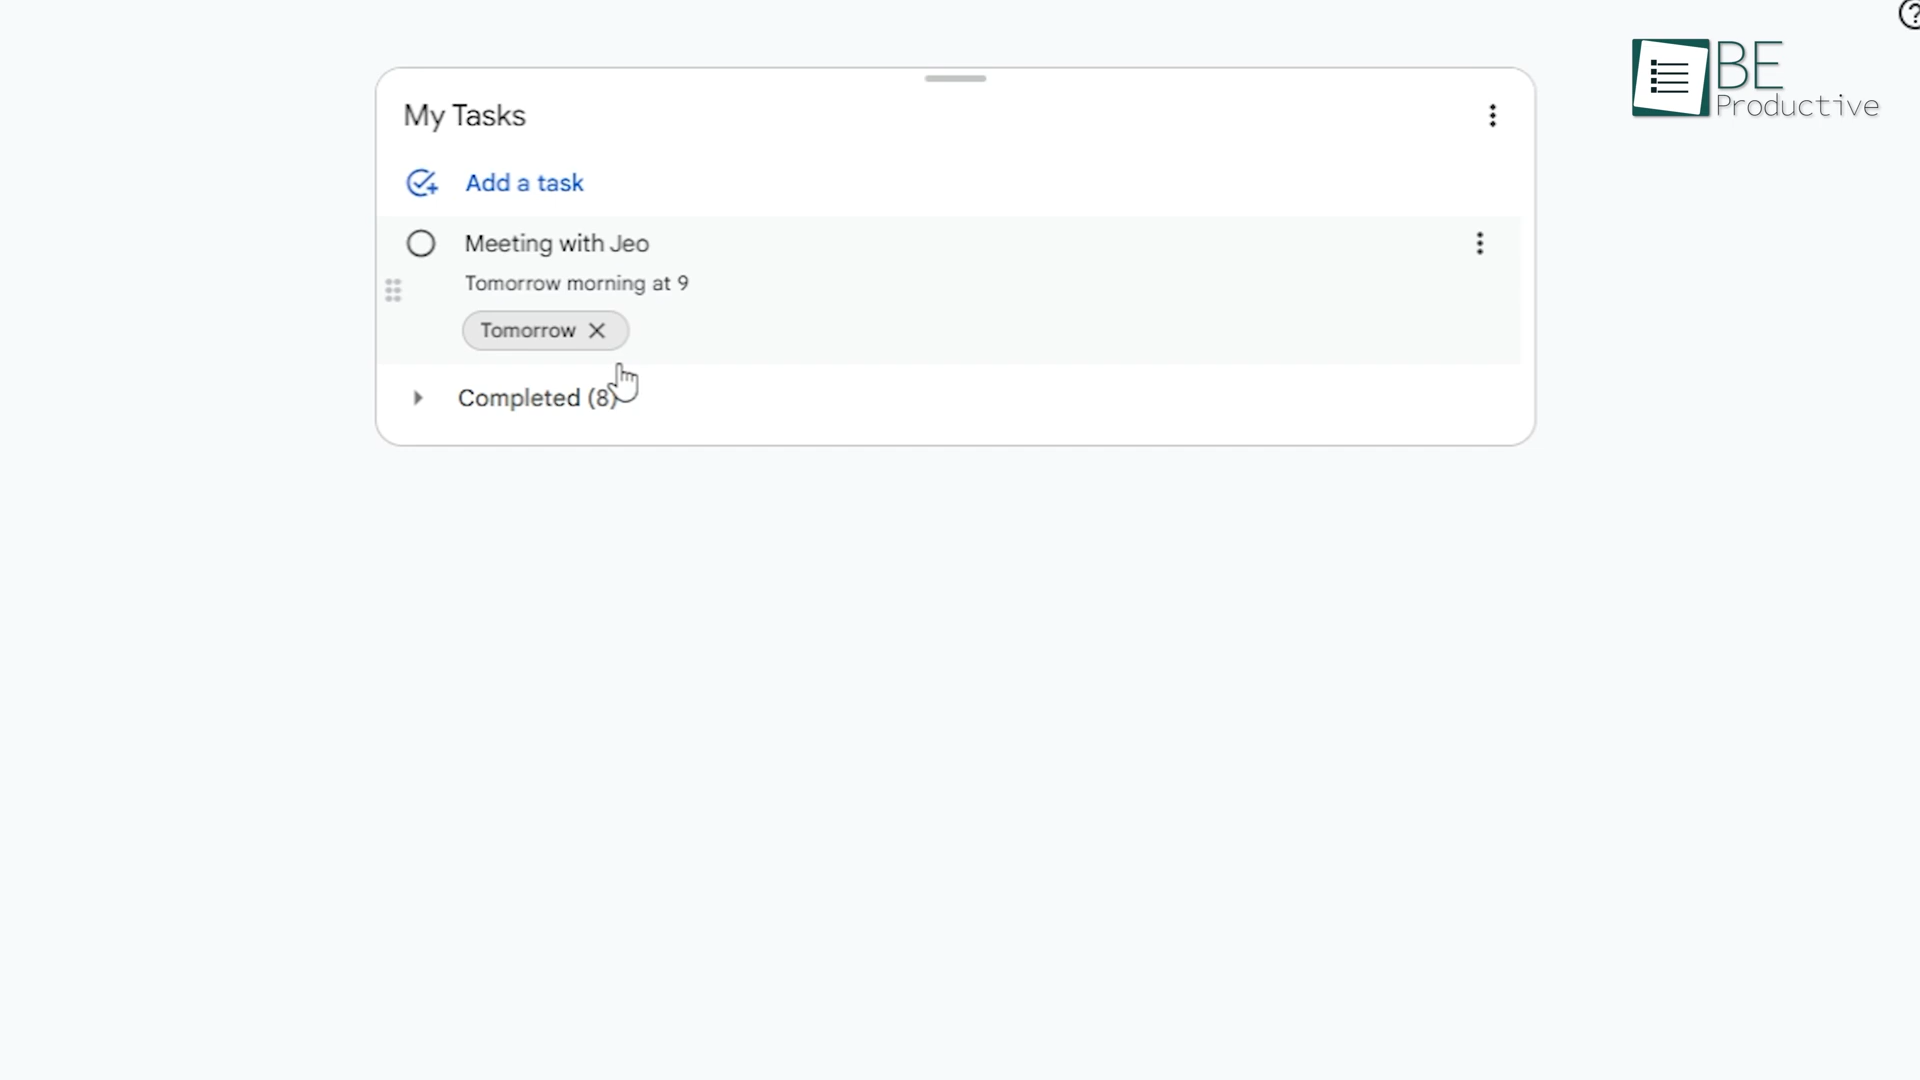 BE
Productive
My Tasks
Add a task
Meeting with Jeo
Tomorrow morning at 9
Tomorrow
Completed (8)